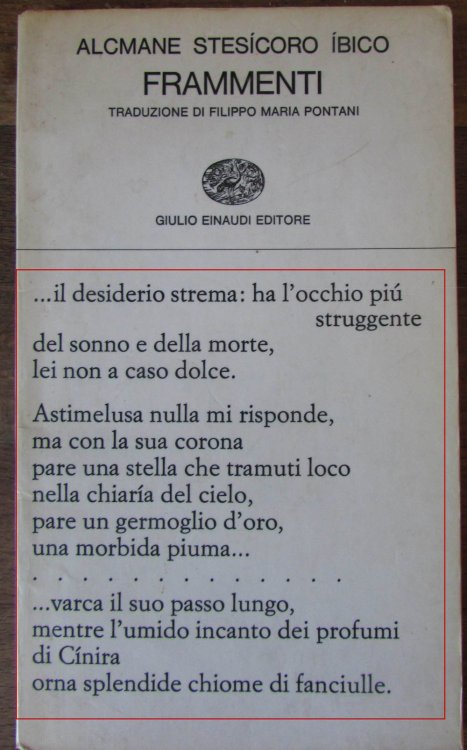 ALCMANE STESÍCORO ÍBICO
FRAMMENTI
TRADUZIONE DI FILIPPO MARIA PONTANI
GIULIO EINAUDI EDITORE
...il desiderio strema: ha l'occhio piú
struggente
del sonno e della morte,
lei non a caso dolce.
Astimelusa nulla mi risponde,
ma con la sua corona
pare una stella che tramuti loco
nella chiaría del cielo,
pare un germoglio d'oro,
una morbida piuma...
. . . . . . . . . . . . .
...varca il suo passo lungo,
mentre l'umido incanto dei profumi
di Cínira
orna splendide chiome di fanciulle.